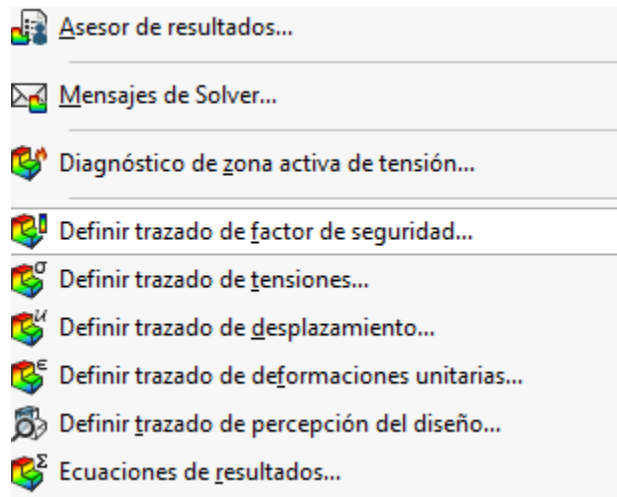 Asesor de resultados...
Mensajes de Solver...
Diagnóstico de zona activa de tensión...
Definir trazado de factor de seguridad...
σ
Definir trazado de tensiones...
u
Definir trazado de desplazamiento...
ε
Definir trazado de deformaciones unitarias...
Definir trazado de percepción del diseño...
Σ
Ecuaciones de resultados...